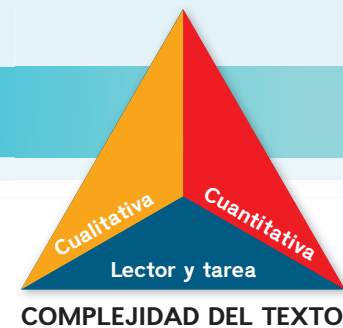 Cualitativa
Cuantitativa
Lector y tarea
COMPLEJIDAD DEL TEXTO